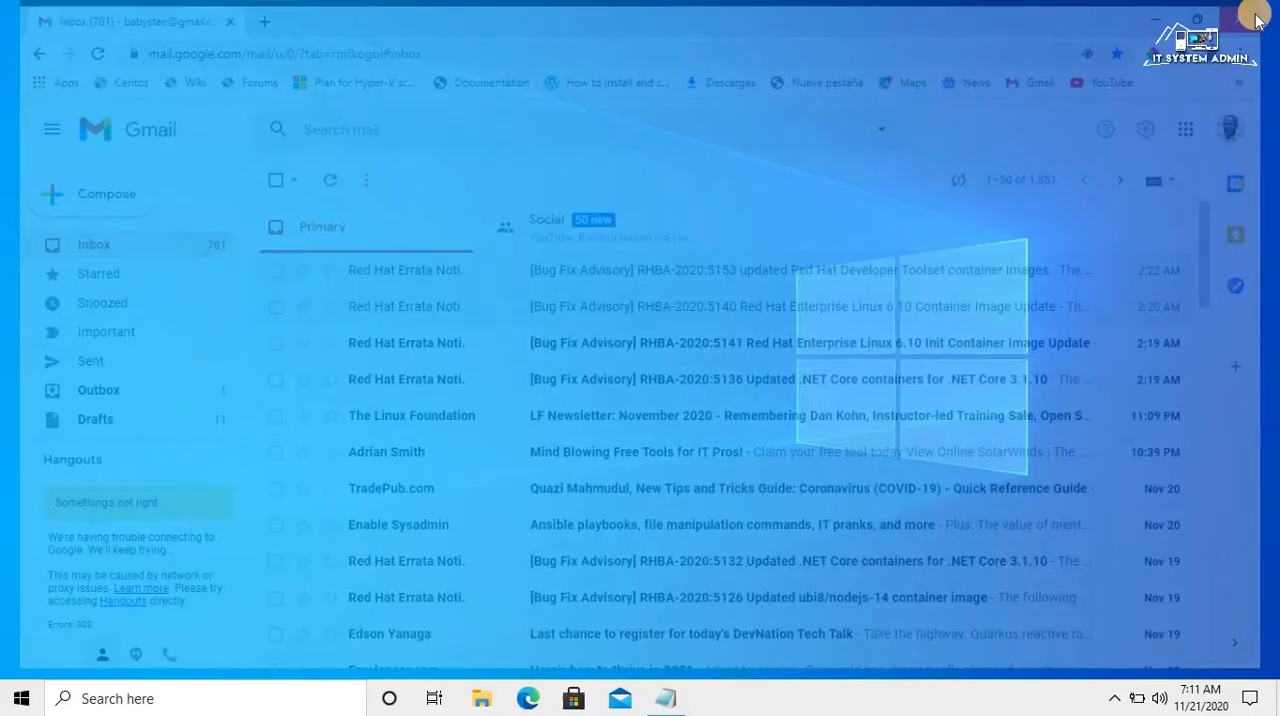 Inbox (781) - babystair@gmail.c
mail.google.com/mail/u/0/?tab=rm&ogbl#inbox
IT SYSTEM ADMIN
Apps Centos Wiki Forums Plan for Hyper-V sc... Documentation How to install and c... Descargas Nueva pestaña Maps News Gmail YouTube »
Gmail
Search mail
Compose
1–50 of 1,351
Primary
Social 50 new
Inbox 781
Starred
Snoozed
Important
Sent
Outbox 1
Drafts 11
Hangouts
Something's not right
We're having trouble connecting to
Google. We'll keep trying...
This may be caused by network or
proxy issues. Learn more. Please try
accessing Hangouts directly.
Red Hat Errata Noti. [Bug Fix Advisory] RHBA-2020:5153 updated Red Hat Developer Toolset container images. - The ... 2:22 AM
Red Hat Errata Noti. [Bug Fix Advisory] RHBA-2020:5140 Red Hat Enterprise Linux 6.10 Container Image Update - Th... 2:20 AM
Red Hat Errata Noti. [Bug Fix Advisory] RHBA-2020:5141 Red Hat Enterprise Linux 6.10 Init Container Image Update 2:19 AM
Red Hat Errata Noti. [Bug Fix Advisory] RHBA-2020:5136 Updated .NET Core containers for .NET Core 3.1.10 - The ... 2:19 AM
The Linux Foundation LF Newsletter: November 2020 - Remembering Dan Kohn, Instructor-led Training Sale, Open S... 11:09 PM
Adrian Smith Mind Blowing Free Tools for IT Pros! - Claim your free tool today View Online SolarWinds | The ... 10:39 PM
TradePub.com Quazi Mahmudul, New Tips and Tricks Guide: Coronavirus (COVID-19) - Quick Reference Guide Nov 20
Enable Sysadmin Ansible playbooks, file manipulation commands, IT pranks, and more - Plus: The value of ment... Nov 20
Red Hat Errata Noti. [Bug Fix Advisory] RHBA-2020:5132 Updated .NET Core containers for .NET Core 3.1.10 - The ... Nov 19
Red Hat Errata Noti. [Bug Fix Advisory] RHBA-2020:5126 Updated ubi8/nodejs-14 container image - The following ... Nov 19
Edson Yanaga Last chance to register for today's DevNation Tech Talk - Take the highway. Quarkus reactive ro... Nov 19
Search here
7:11 AM
11/21/2020